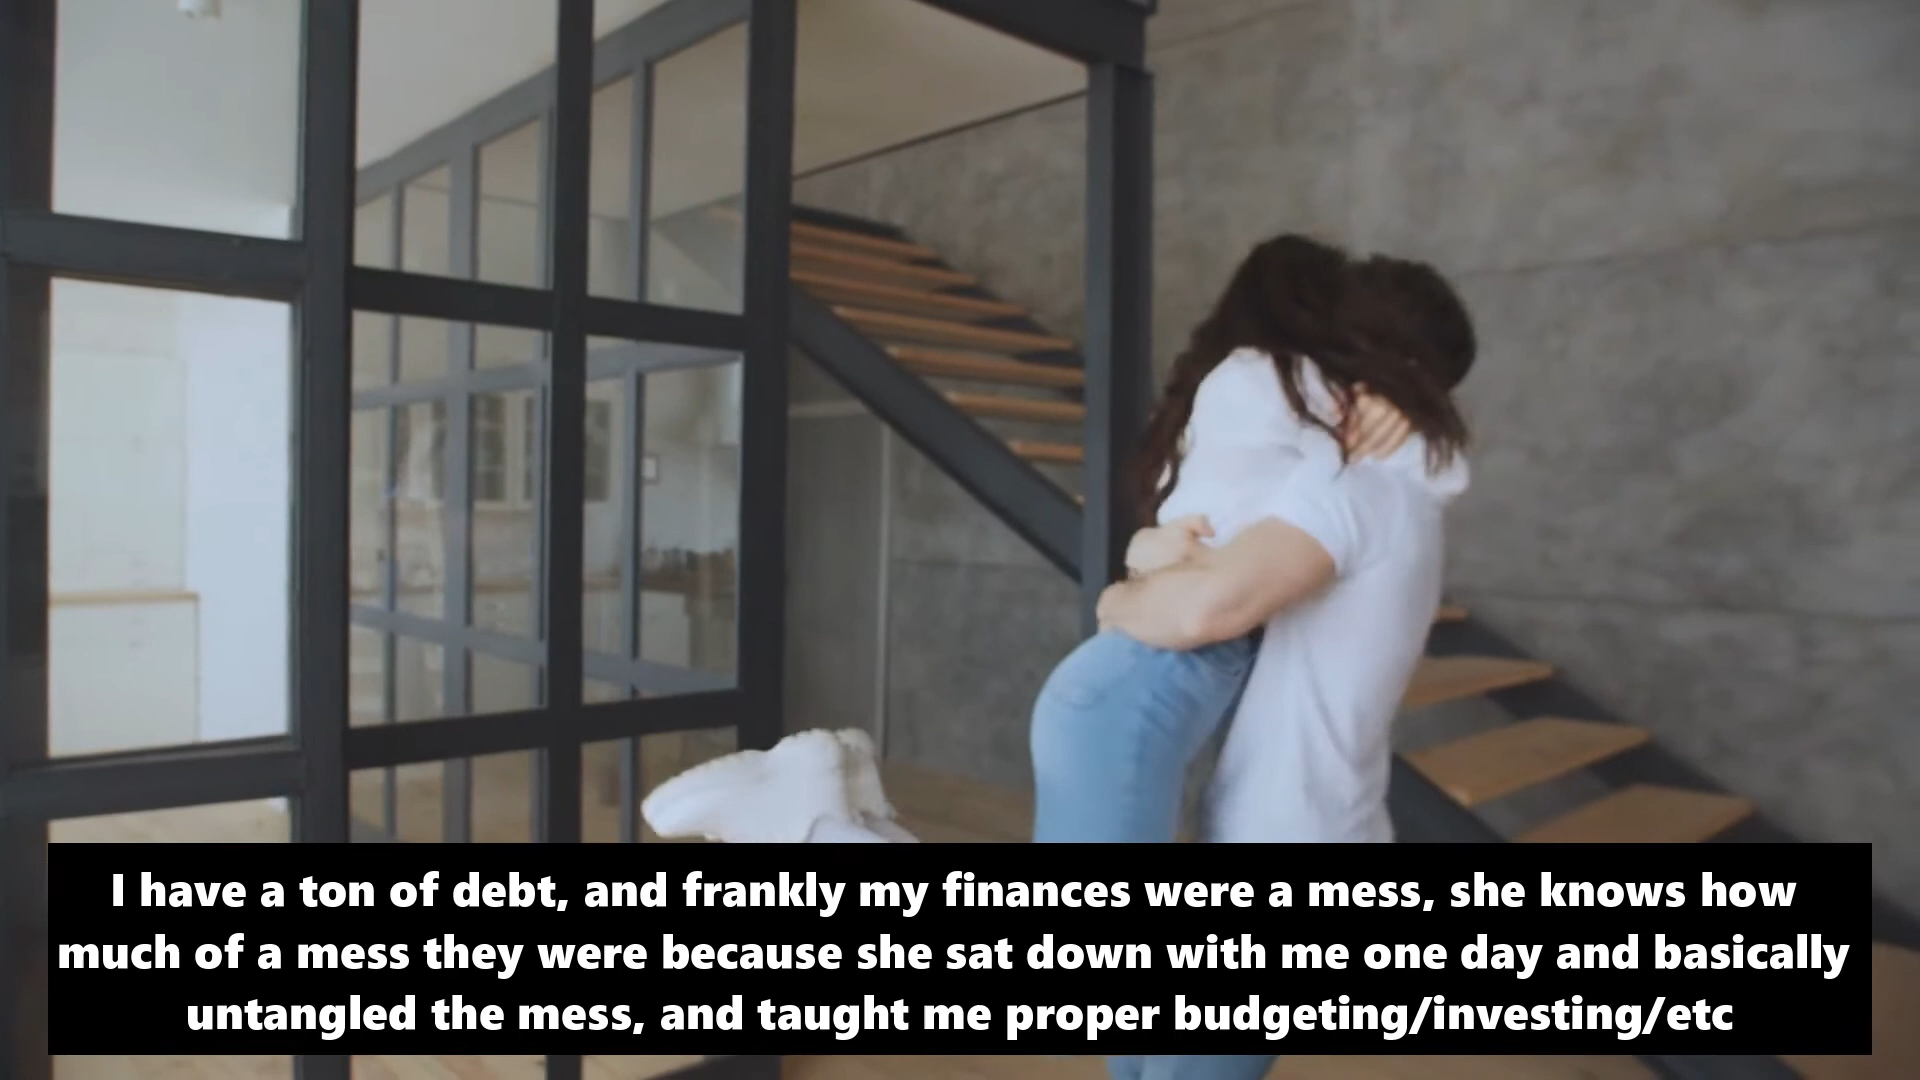 I have a ton of debt, and frankly my finances were a mess, she knows how
much of a mess they were because she sat down with me one day and basically
untangled the mess, and taught me proper budgeting/investing/etc